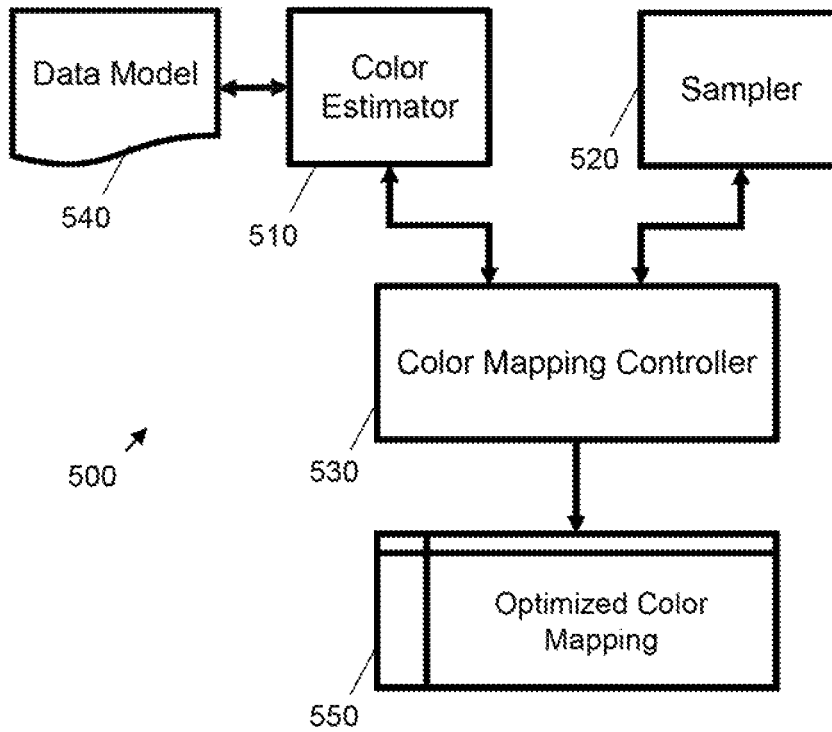 Data Model
Color
Estimator
Sampler
540
510
520
Color Mapping Controller
500
530
Optimized Color
Mapping
550